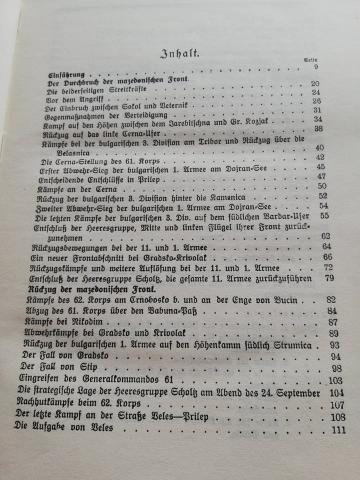 Inhalt.
Seite
Einführung 9
Der Durchbruch der mazedonischen Front.
Die beiderseitigen Streitkräfte 20
Vor dem Angriff 24
Der Einbruch zwischen Sokol und Veternik 26
Gegenmaßnahmen der Verteidigung 31
Kampf auf den Höhen zwischen dem Gr. Kozjak 34
Rückzug auf das linke Cerna-Ufer 38
Kämpfe bei der bulgarischen 3. Division am Tribor und Rückzug über die
Belasnica 40
Die Cerna-Stellung des 61. Korps 42
Erster Abwehr-Sieg der bulgarischen 1. Armee am Dojran-See 45
Entscheidende Entschlüsse in Prilep 47
Kämpfe an der Cerna 50
Rückzug der bulgarischen 3. Division hinter die Kamenica 52
Zweiter Abwehr-Sieg der bulgarischen 1. Armee am Dojran-See 54
Die letzten Kämpfe der bulgarischen 3. Div. auf dem südlichen Vardar-Ufer 55
Entschluß der Heeresgruppe, Mitte und linken Flügel ihrer Front zurück-
zunehmen 62
Rückzugsbewegungen bei der 11. und 1. Armee 64
Ein neuer Frontabschnitt bei Gradsko-Krivolak 66
Rückzugskämpfe und weitere Auflösung bei der 11. und 1. Armee 72
Entschluß der Heeresgruppe Scholtz, die gesamte 11. Armee zurückzuführen 79
Rückzug der mazedonischen Front.
Kämpfe des 62. Korps am Crnobosko b. und an der Enge von Bucin 82
Abzug des 61. Korps über den Babuna-Paß 84
Kämpfe bei Nikodim 87
Abwehrkämpfe bei Gradsko und Krivolak 89
Rückzug der bulgarischen 1. Armee auf den Höhenkamm südlich Strumica 93
Der Fall von Gradsko 94
Der Fall von Stip 98
Eingreifen des Generalkommandos 61 103
Die strategische Lage der Heeresgruppe Scholtz am Abend des 24. September 104
Nachhutkämpfe beim 62. Korps 107
Der letzte Kampf an der Straße Veles—Prilep 108
Die Aufgabe von Veles 111